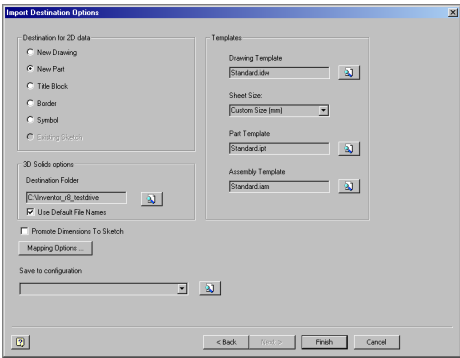 Import Destination Options
Destination for 2D data
New Drawing
New Part
Title Block
Border
Symbol
Existing Sketch
3D Solids options
Destination Folder
C:\Inventor_r8_testdrive
Use Default File Names
Promote Dimensions To Sketch
Mapping Options ...
Save to configuration
Templates
Drawing Template
Standard.idw
Sheet Size:
Custom Size (mm)
Part Template
Standard.ipt
Assembly Template
Standard.iam
< Back
Next >
Finish
Cancel